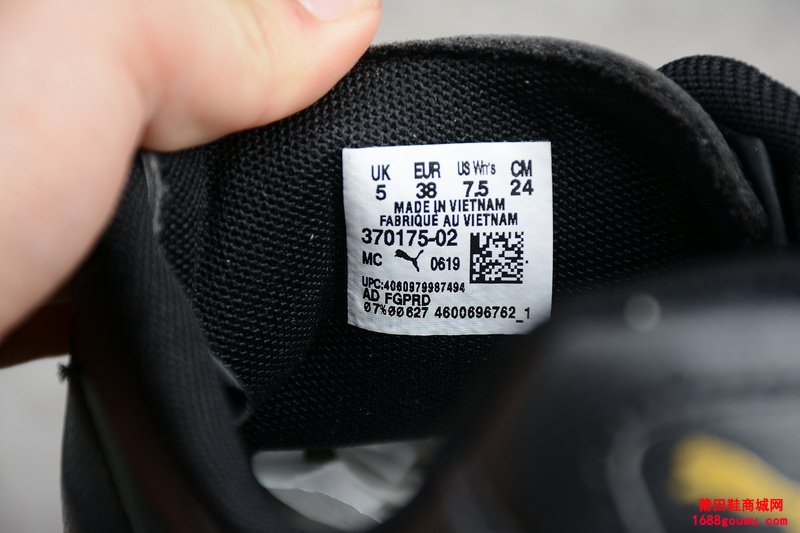 UK EUR US Wn's CM
5 38 7.5 24
MADE IN VIETNAM
FABRIQUÉ AU VIETNAM
370175-02
MC 0619
UPC:4060979987494
AD FGPRD
07%00627 4600696762_1
莆田鞋商城网
1688gouwu.com